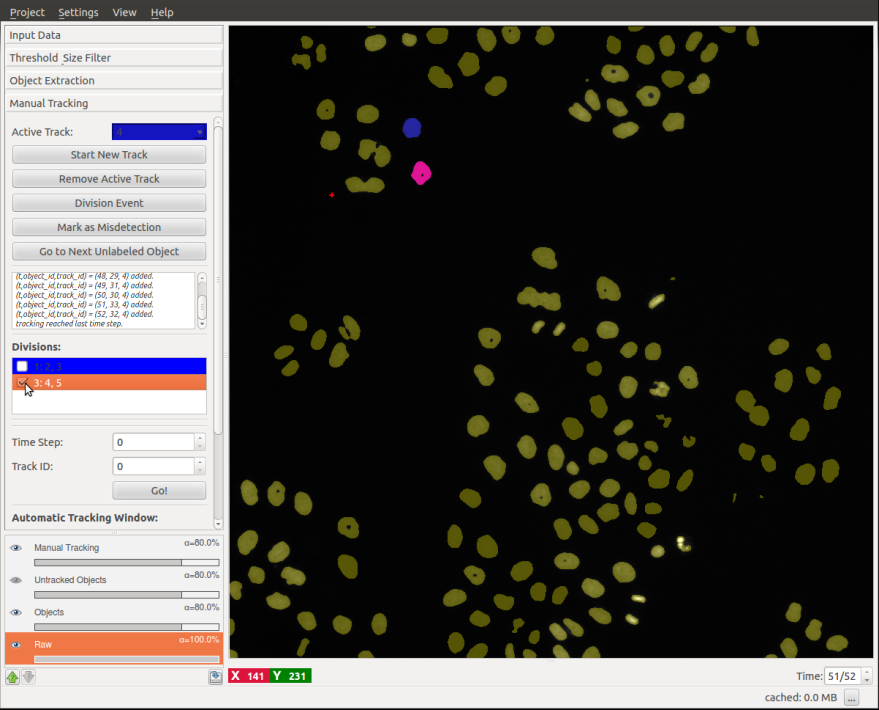 Project Settings View Help
Input Data
Threshold_Size Filter
Object Extraction
Manual Tracking
Active Track: 4
Start New Track
Remove Active Track
Division Event
Mark as Misdetection
Go to Next Unlabeled Object
(t,object_id,track_id) = (48, 29, 4) added.
(t,object_id,track_id) = (49, 31, 4) added.
(t,object_id,track_id) = (50, 30, 4) added.
(t,object_id,track_id) = (51, 33, 4) added.
(t,object_id,track_id) = (52, 32, 4) added.
tracking reached last time step.
Divisions:
1: 2, 3
3: 4, 5
Time Step: 0
Track ID: 0
Go!
Automatic Tracking Window:
Manual Tracking α=80.0%
Untracked Objects α=80.0%
Objects α=80.0%
Raw α=100.0%
X 141 Y 231
Time: 51/52
cached: 0.0 MB ...